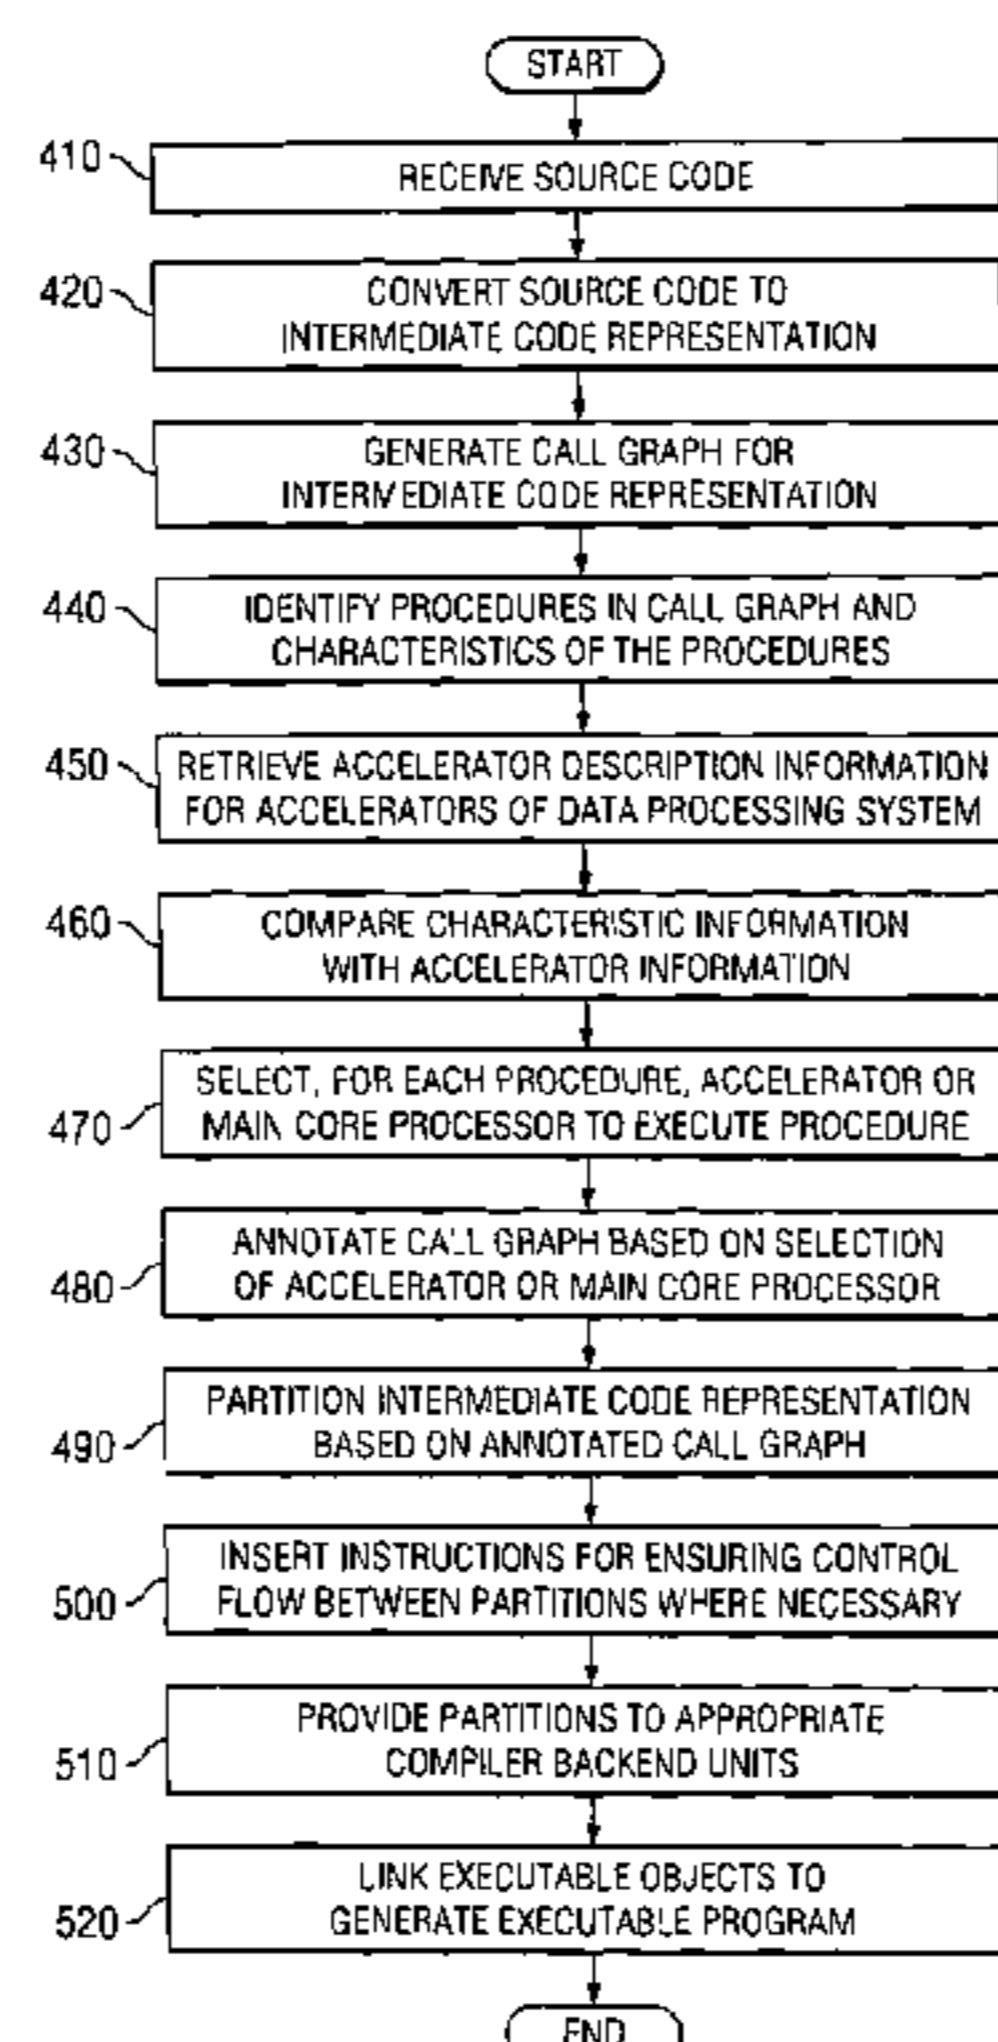 START
410
RECEIVE SOURCE CODE
420
CONVERT SOURCE CODE TO
INTERMEDIATE CODE REPRESENTATION
430
GENERATE CALL GRAPH FOR
INTERMEDIATE CODE REPRESENTATION
440
IDENTIFY PROCEDURES IN CALL GRAPH AND
CHARACTERISTICS OF THE PROCEDURES
450
RETRIEVE ACCELERATOR DESCRIPTION INFORMATION
FOR ACCELERATORS OF DATA PROCESSING SYSTEM
460
COMPARE CHARACTERISTIC INFORMATION
WITH ACCELERATOR INFORMATION
470
SELECT, FOR EACH PROCEDURE, ACCELERATOR OR
MAIN CORE PROCESSOR TO EXECUTE PROCEDURE
480
ANNOTATE CALL GRAPH BASED ON SELECTION
OF ACCELERATOR OR MAIN CORE PROCESSOR
490
PARTITION INTERMEDIATE CODE REPRESENTATION
BASED ON ANNOTATED CALL GRAPH
500
INSERT INSTRUCTIONS FOR ENSURING CONTROL
FLOW BETWEEN PARTITIONS WHERE NECESSARY
510
PROVIDE PARTITIONS TO APPROPRIATE
COMPILER BACKEND UNITS
520
LINK EXECUTABLE OBJECTS TO
GENERATE EXECUTABLE PROGRAM
END